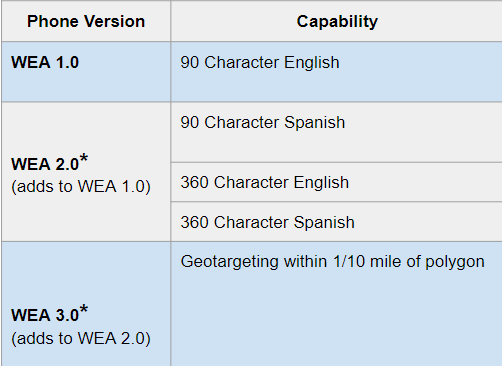 Phone Version Capability
WEA 1.0 90 Character English
90 Character Spanish
WEA 2.0*
(adds to WEA 1.0)
360 Character English
360 Character Spanish
Geotargeting within 1/10 mile of polygon
WEA 3.0*
(adds to WEA 2.0)